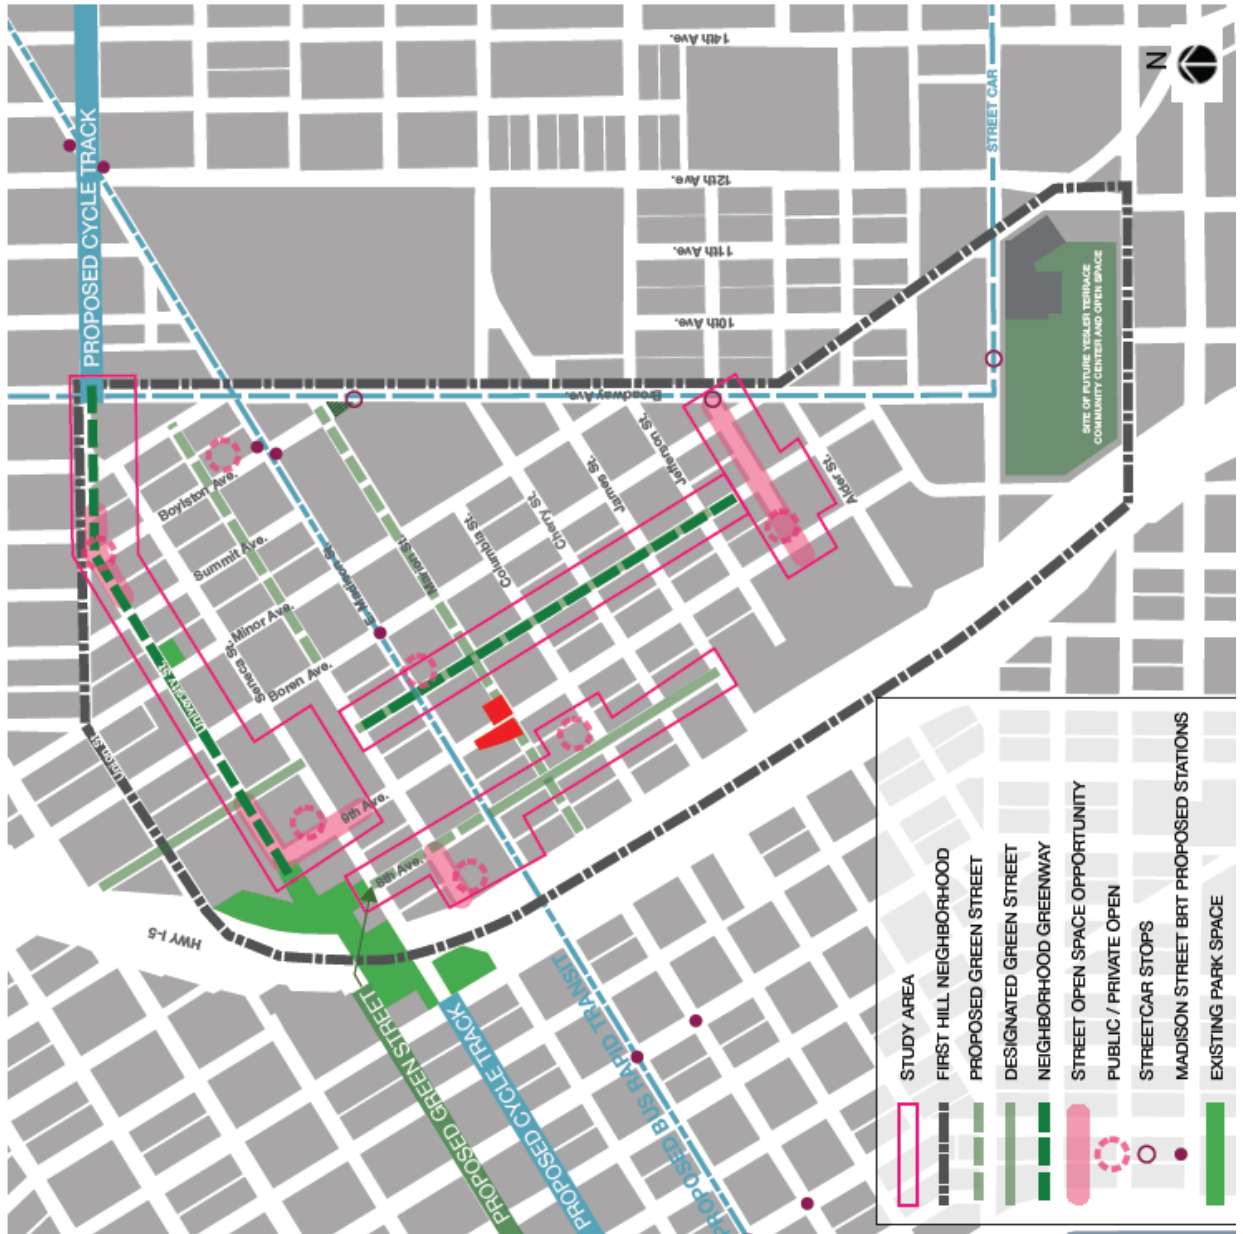 14th Ave.
N
PROPOSED CYCLE TRACK
STREET CAR
12th Ave.
11th Ave.
10th Ave.
SITE OF FUTURE YESLER TERRACE
COMMUNITY CENTER AND OPEN SPACE
Broadway Ave.
Boylston Ave.
Summit Ave.
Minor Ave.
Boren Ave.
Seneca St.
University St.
Union St.
E Madison St.
Marion St.
Columbia St.
Cherry St.
James St.
Jefferson St.
Alder St.
9th Ave.
8th Ave.
HWY I-5
PROPOSED GREEN STREET
PROPOSED CYCLE TRACK
PROPOSED BUS RAPID TRANSIT
STUDY AREA
FIRST HILL NEIGHBORHOOD
PROPOSED GREEN STREET
DESIGNATED GREEN STREET
NEIGHBORHOOD GREENWAY
STREET OPEN SPACE OPPORTUNITY
PUBLIC / PRIVATE OPEN
STREETCAR STOPS
MADISON STREET BRT PROPOSED STATIONS
EXISTING PARK SPACE